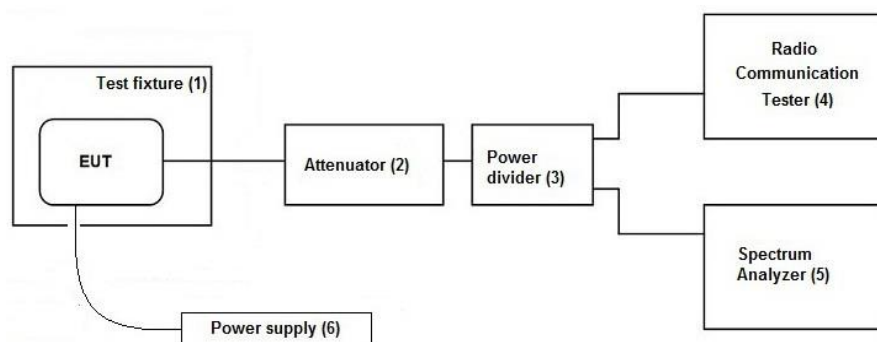 Test fixture (1)
EUT
Attenuator (2)
Power
divider (3)
Radio
Communication
Tester (4)
Spectrum
Analyzer (5)
Power supply (6)